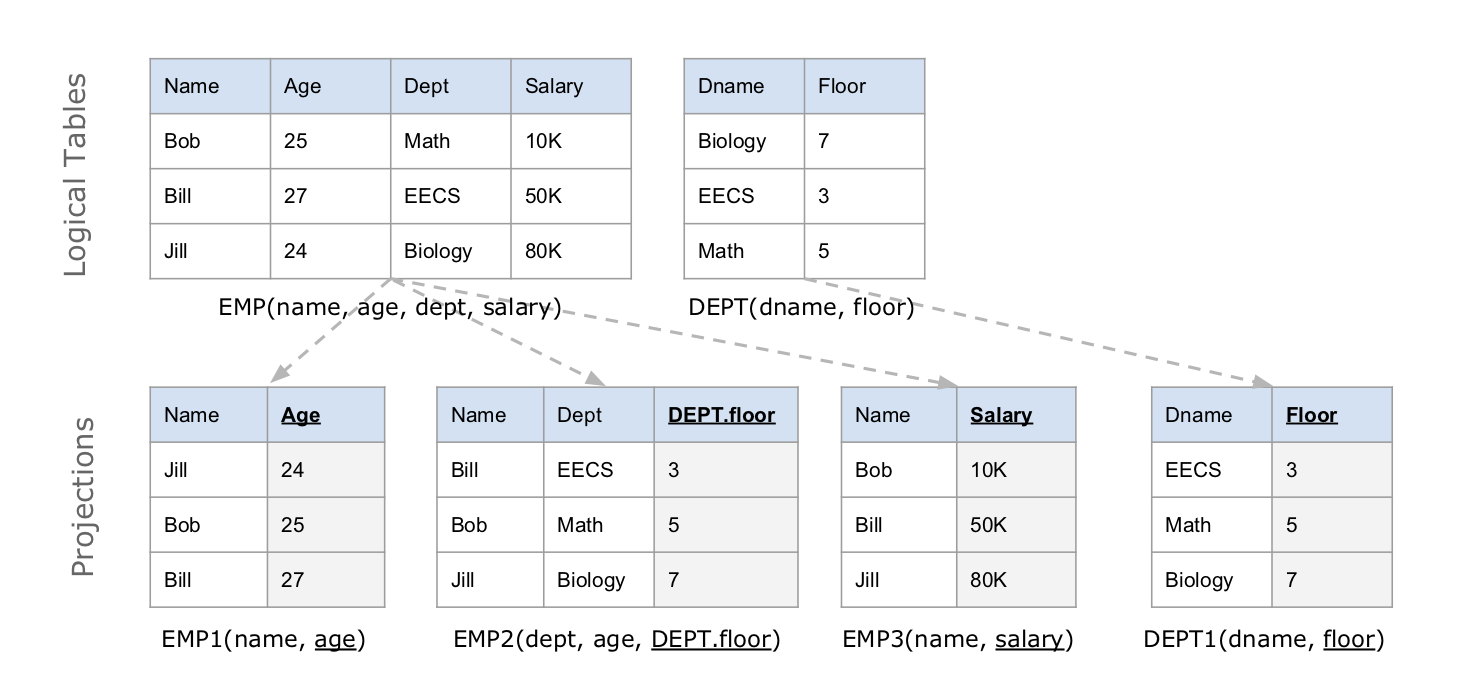 Logical Tables
Name Age Dept Salary
Bob 25 Math 10K
Bill 27 EECS 50K
Jill 24 Biology 80K
EMP(name, age, dept, salary)
Dname Floor
Biology 7
EECS 3
Math 5
DEPT(dname, floor)
Projections
Name Age
Jill 24
Bob 25
Bill 27
EMP1(name, age)
Name Dept DEPT.floor
Bill EECS 3
Bob Math 5
Jill Biology 7
EMP2(dept, age, DEPT.floor)
Name Salary
Bob 10K
Bill 50K
Jill 80K
EMP3(name, salary)
Dname Floor
EECS 3
Math 5
Biology 7
DEPT1(dname, floor)